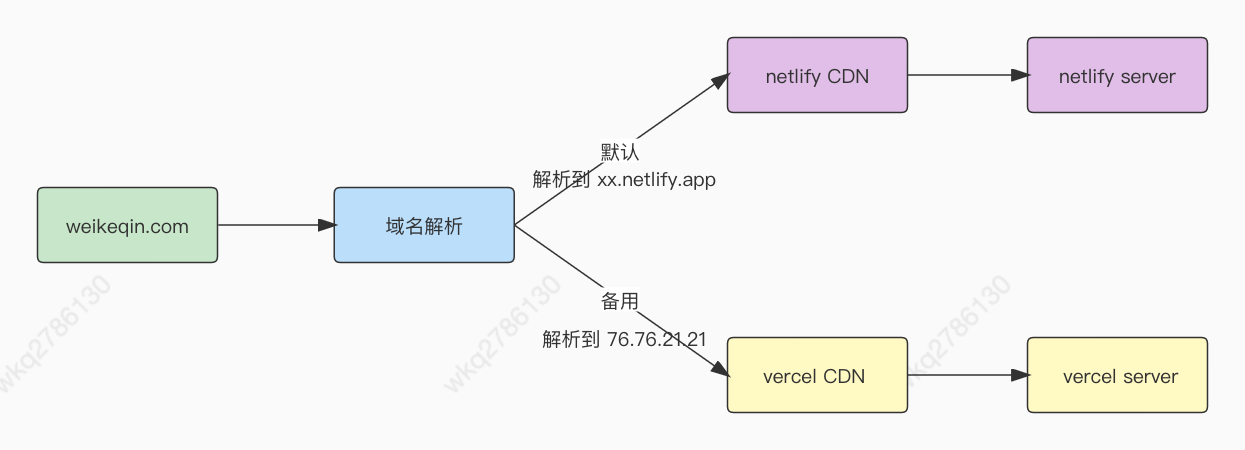 netlify CDN
netlify server
默认
解析到 xx.netlify.app
weikeqin.com
域名解析
备用
解析到 76.76.21.21
vercel CDN
vercel server
wkq2786130
wkq2786130
wkq2786130